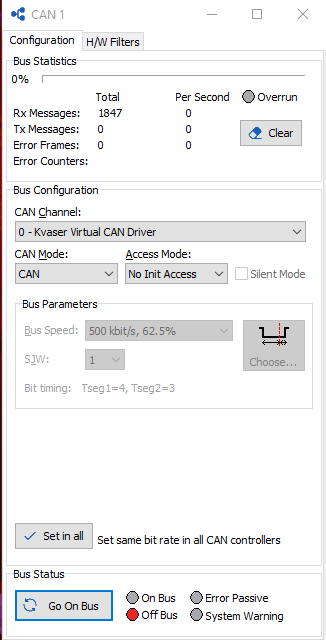 CAN 1
Configuration H/W Filters
Bus Statistics
0%
Total Per Second Overrun
Rx Messages: 1847 0
Tx Messages: 0 0
Error Frames: 0 0
Clear
Error Counters:
Bus Configuration
CAN Channel:
0 - Kvaser Virtual CAN Driver
CAN Mode: Access Mode:
CAN No Init Access Silent Mode
Bus Parameters
Bus Speed: 500 kbit/s, 62.5%
SJW: 1
Choose...
Bit timing: Tseg1=4, Tseg2=3
Set in all Set same bit rate in all CAN controllers
Bus Status
Go On Bus On Bus Error Passive
Off Bus System Warning